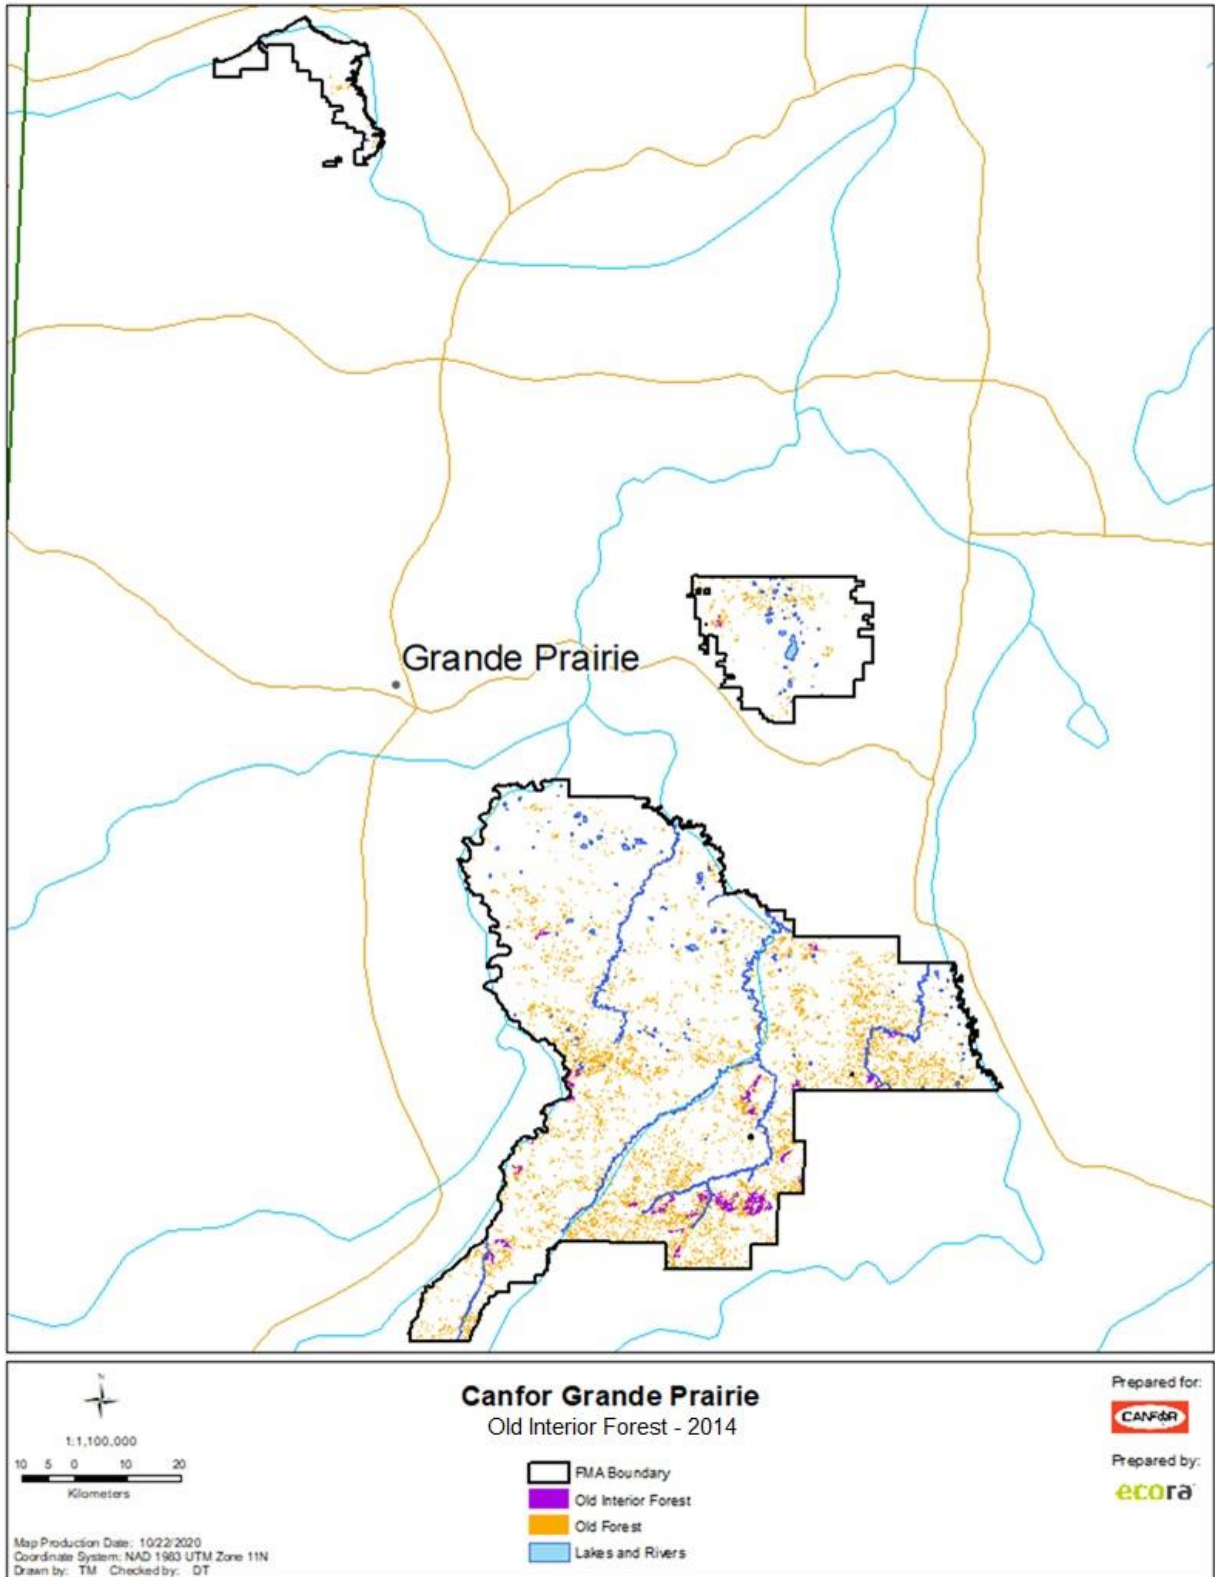 Grande Prairie
N
1:1,100,000
10 5 0 10 20
Kilometers
Map Production Date: 10/22/2020
Coordinate System: NAD 1983 UTM Zone 11N
Drawn by: TM Checked by: DT
Canfor Grande Prairie
Old Interior Forest - 2014
FMA Boundary
Old Interior Forest
Old Forest
Lakes and Rivers
Prepared for:
CANFOR
Prepared by:
ecora